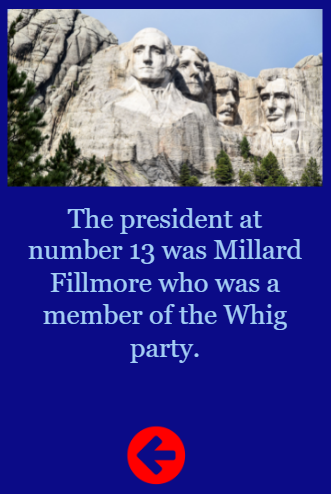 The president at
number 13 was Millard
Fillmore who was a
member of the Whig
party.